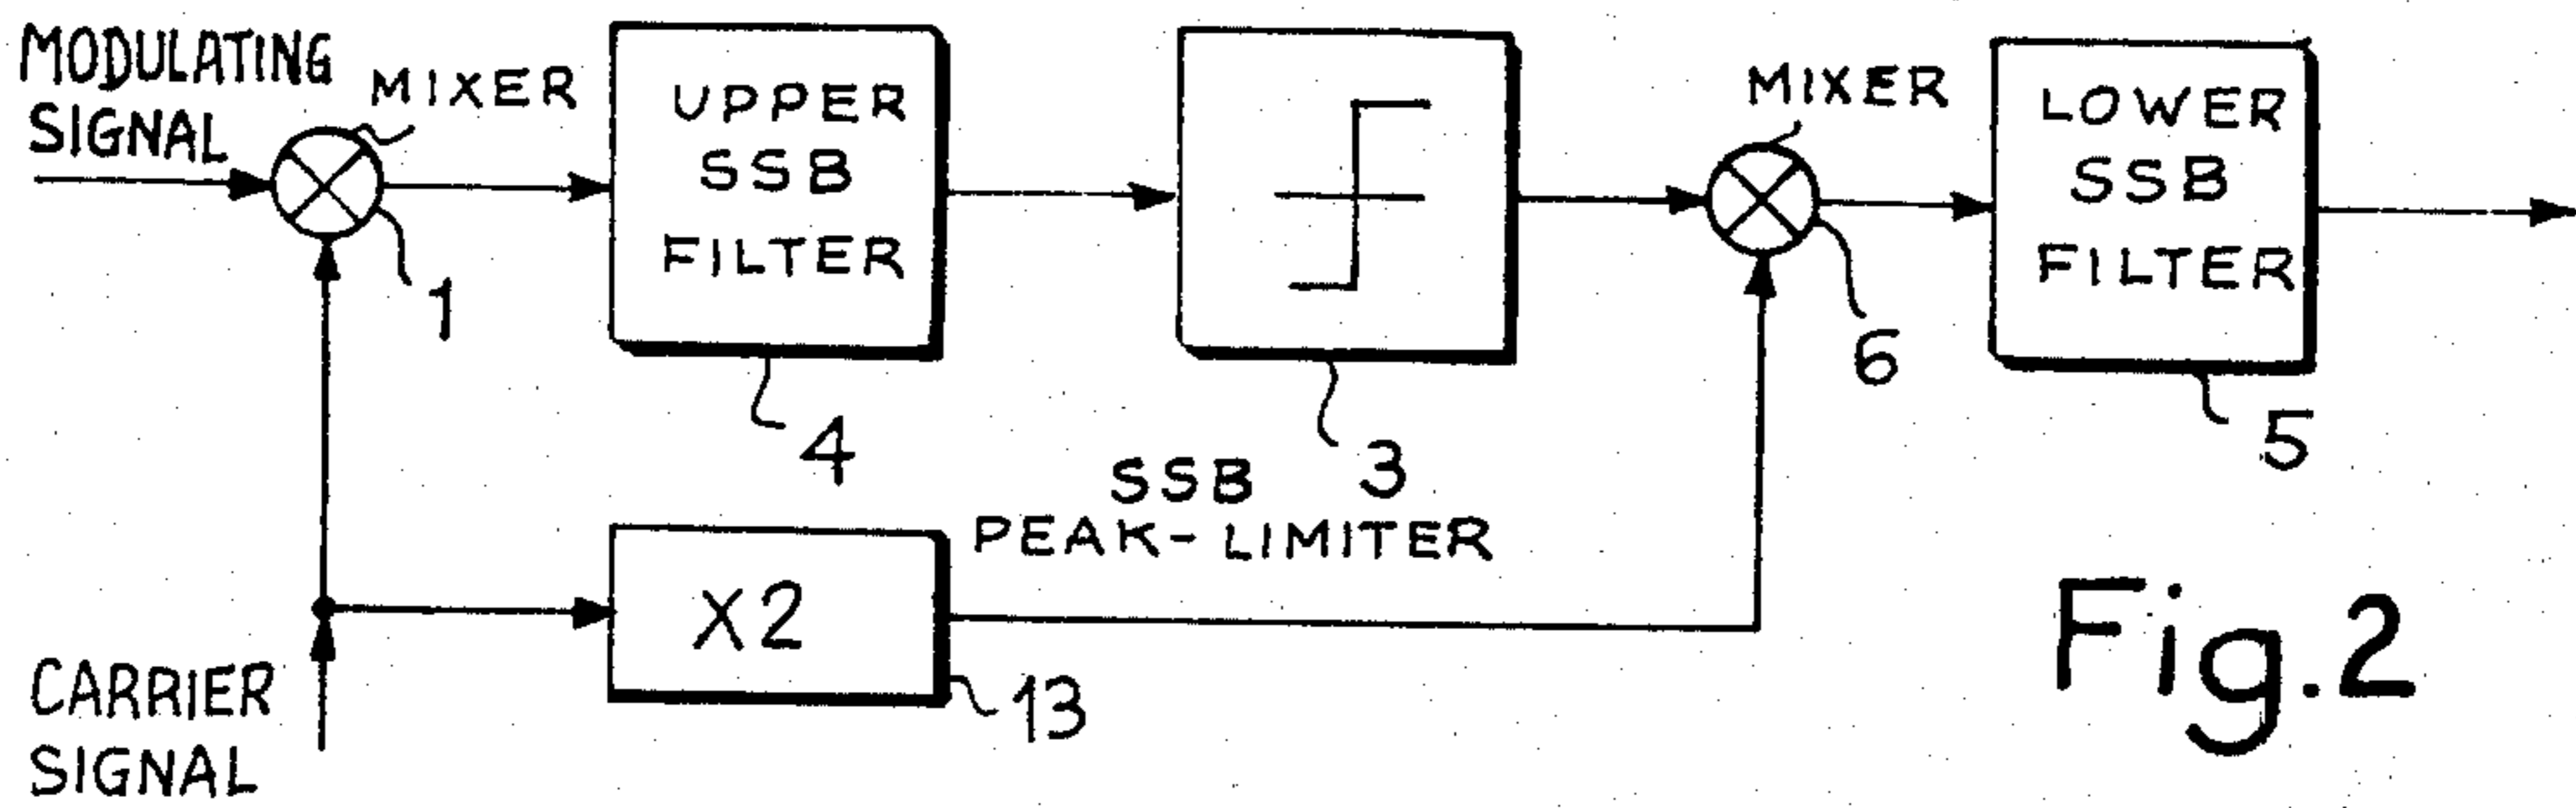 MODULATING
SIGNAL
MIXER
1
UPPER
SSB
FILTER
4
3
SSB
PEAK-LIMITER
MIXER
6
LOWER
SSB
FILTER
5
X2
13
CARRIER
SIGNAL
Fig.2